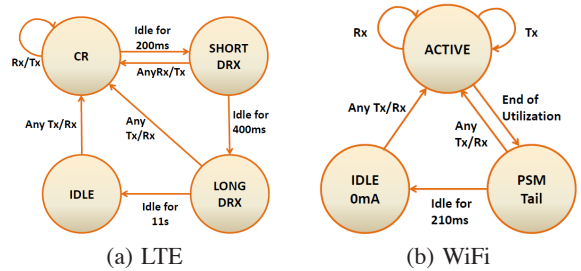 Rx/Tx
CR
Idle for
200ms
AnyRx/Tx
SHORT
DRX
Any Tx/Rx
Any
Tx/Rx
Idle for
400ms
IDLE
Idle for
11s
LONG
DRX
(a) LTE
Rx
ACTIVE
Tx
Any Tx/Rx
Any
Tx/Rx
End of
Utilization
IDLE
0mA
Idle for
210ms
PSM
Tail
(b) WiFi